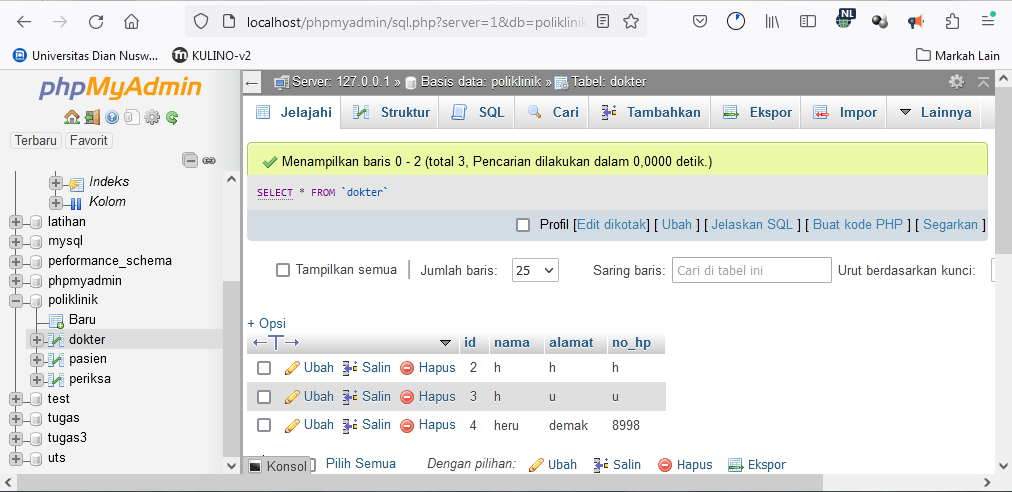 localhost/phpmyadmin/sql.php?server=1&db=poliklinik
NL
Universitas Dian Nusw...
KULINO-v2
Markah Lain
phpMyAdmin
Terbaru Favorit
Indeks
Kolom
latihan
mysql
performance_schema
phpmyadmin
poliklinik
Baru
dokter
pasien
periksa
test
tugas
tugas3
uts
Server: 127.0.0.1 » Basis data: poliklinik » Tabel: dokter
Jelajahi Struktur SQL Cari Tambahkan Ekspor Impor Lainnya
Menampilkan baris 0 - 2 (total 3, Pencarian dilakukan dalam 0,0000 detik.)
SELECT * FROM `dokter`
Profil [Edit dikotak] [ Ubah ] [ Jelaskan SQL ] [ Buat kode PHP ] [ Segarkan ]
Tampilkan semua Jumlah baris: 25 Saring baris: Cari di tabel ini Urut berdasarkan kunci:
+ Opsi
←T→ id nama alamat no_hp
Ubah Salin Hapus 2 h h h
Ubah Salin Hapus 3 h u u
Ubah Salin Hapus 4 heru demak 8998
Konsol Pilih Semua Dengan pilihan: Ubah Salin Hapus Ekspor